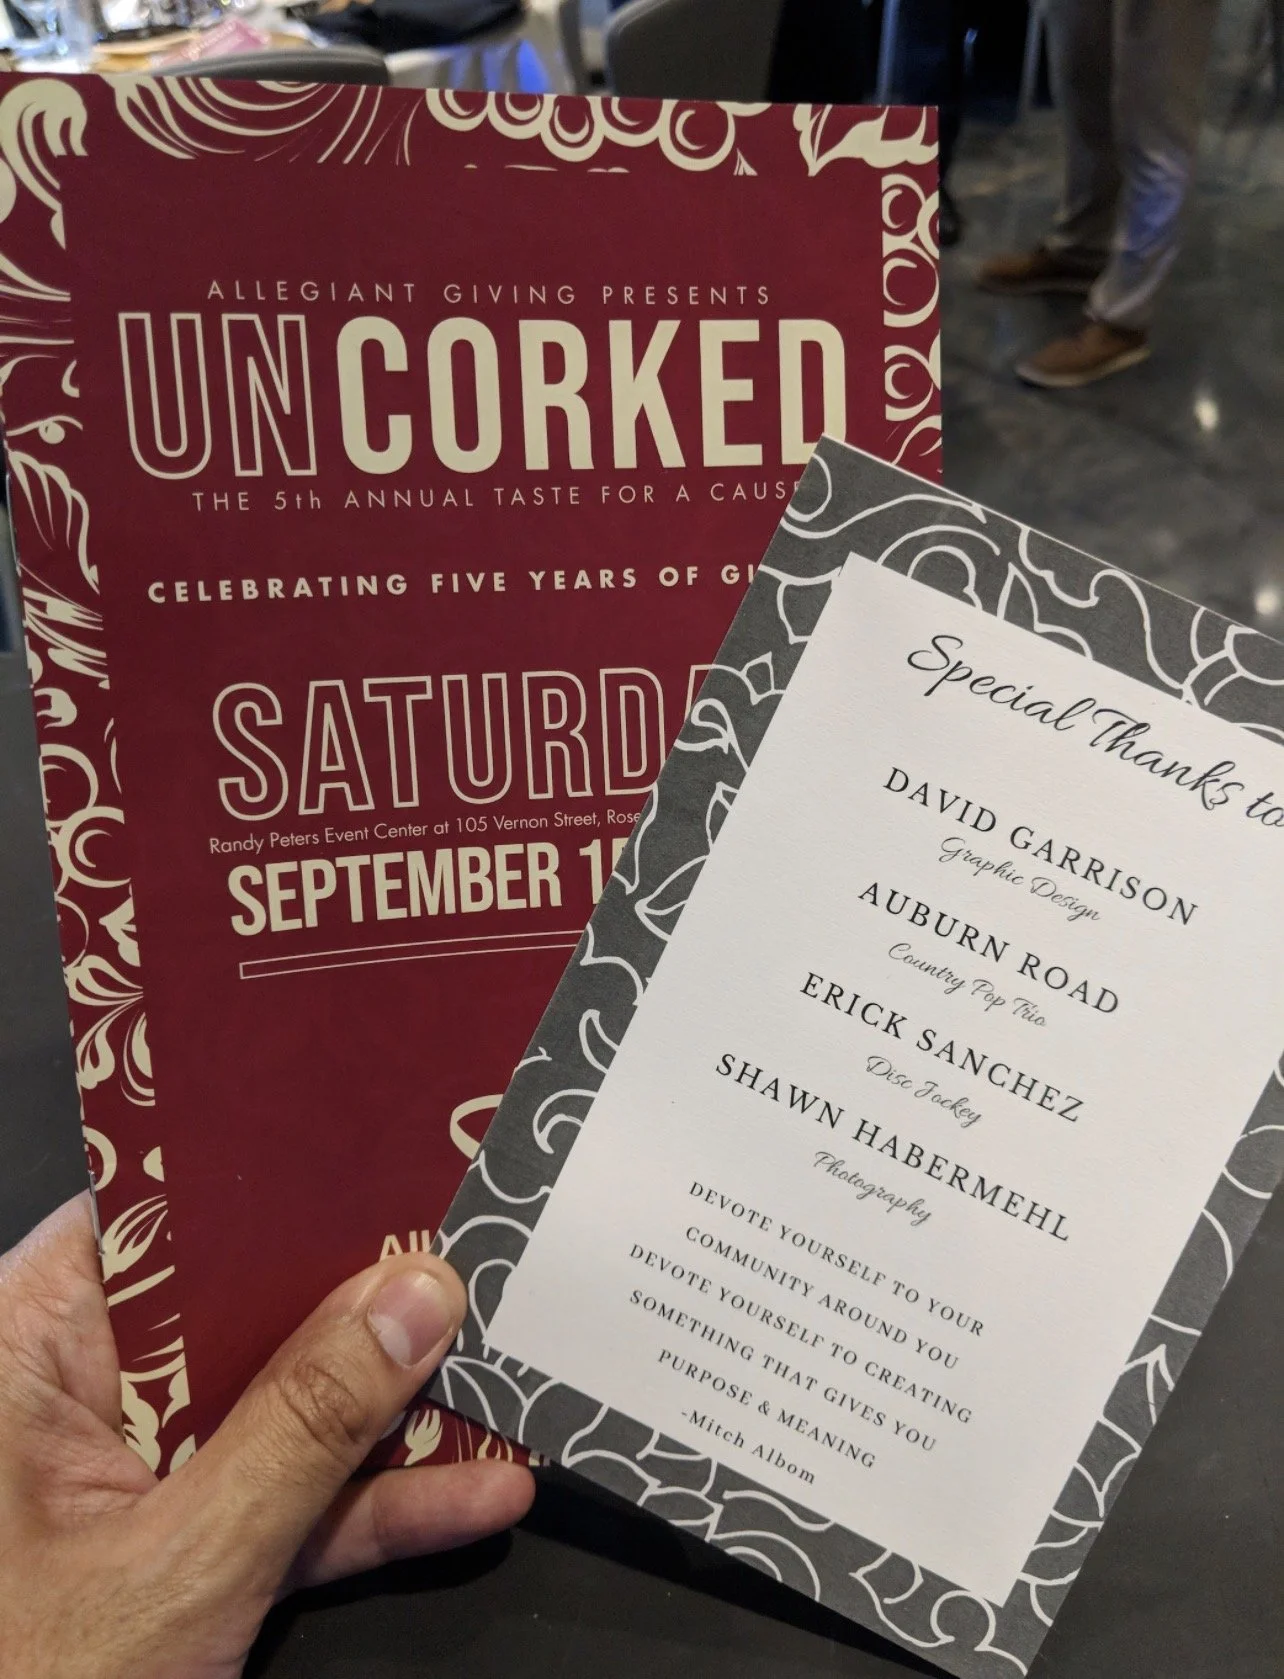 ALLEGIANT GIVING PRESENTS
UNCORKED
THE 5th ANNUAL TASTE FOR A CAUSE
CELEBRATING FIVE YEARS OF
Randy Peters Event Center at 105 Vernon Street,
SEPTEMBER
Special Thanks to
DAVID GARRISON
Graphic Design
AUBURN ROAD
Country Pop Trio
ERICK SANCHEZ
Disc Jockey
SHAWN HABERMEHL
Photography
DEVOTE YOURSELF TO YOUR
COMMUNITY AROUND YOU
DEVOTE YOURSELF TO CREATING
SOMETHING THAT GIVES YOU
PURPOSE & MEANING
-Mitch Albom